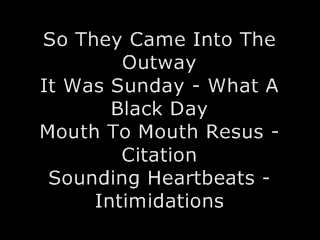 So They Came Into The
Outway
It Was Sunday - What A
Black Day
Mouth To Mouth Resus -
Citation
Sounding Heartbeats -
Intimidations